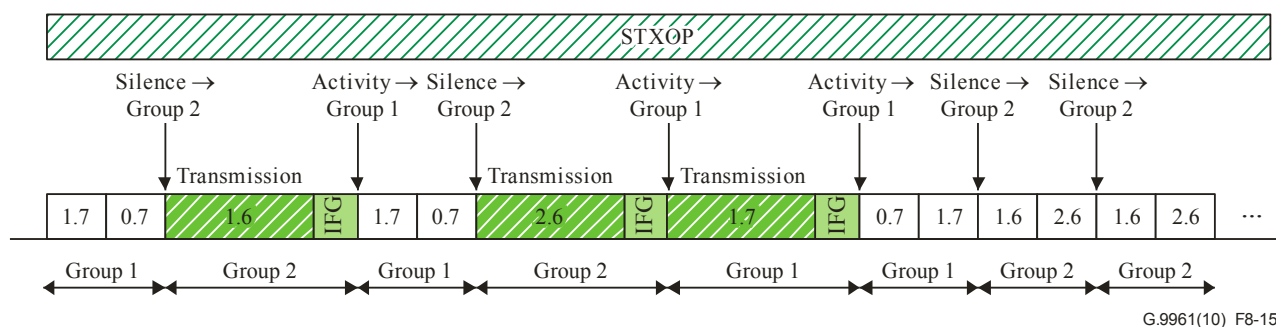 STXOP
Silence → Activity → Silence → Activity → Activity → Silence → Silence →
Group 2 Group 1 Group 2 Group 1 Group 1 Group 2 Group 2
Transmission Transmission Transmission
1.7 0.7 1.6 IFG 1.7 0.7 2.6 IFG 1.7 IFG 0.7 1.7 1.6 2.6 1.6 2.6 ...
Group 1 Group 2 Group 1 Group 2 Group 1 Group 1 Group 2 Group 2
G.9961(10)_F8-15